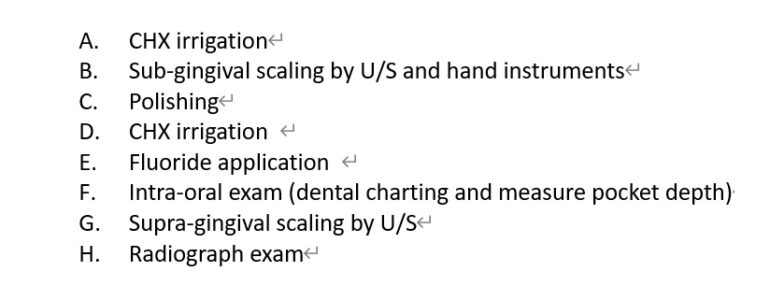 A. CHX irrigation
B. Sub-gingival scaling by U/S and hand instruments
C. Polishing
D. CHX irrigation
E. Fluoride application
F. Intra-oral exam (dental charting and measure pocket depth)
G. Supra-gingival scaling by U/S
H. Radiograph exam